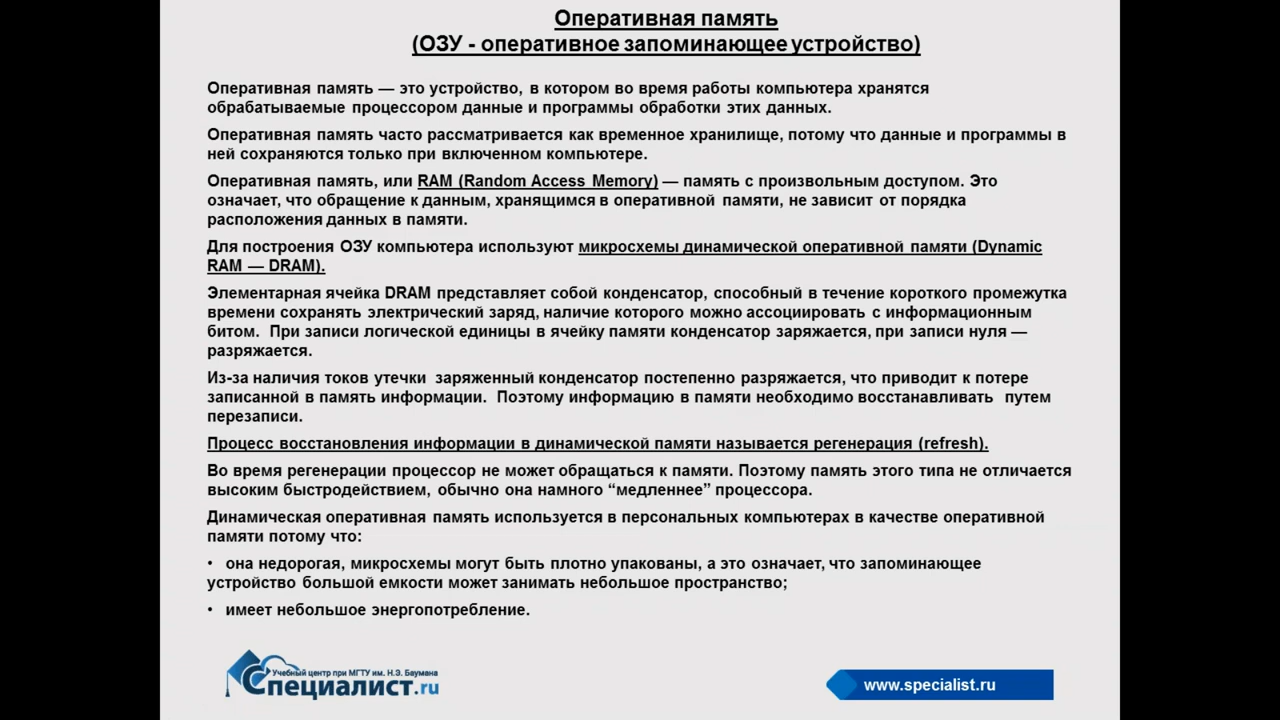 Оперативная память
(ОЗУ - оперативное запоминающее устройство)
Оперативная память — это устройство, в котором во время работы компьютера хранятся
обрабатываемые процессором данные и программы обработки этих данных.
Оперативная память часто рассматривается как временное хранилище, потому что данные и программы в
ней сохраняются только при включенном компьютере.
Оперативная память, или RAM (Random Access Memory) — память с произвольным доступом. Это
означает, что обращение к данным, хранящимся в оперативной памяти, не зависит от порядка
расположения данных в памяти.
Для построения ОЗУ компьютера используют микросхемы динамической оперативной памяти (Dynamic
RAM — DRAM).
Элементарная ячейка DRAM представляет собой конденсатор, способный в течение короткого промежутка
времени сохранять электрический заряд, наличие которого можно ассоциировать с информационным
битом. При записи логической единицы в ячейку памяти конденсатор заряжается, при записи нуля —
разряжается.
Из-за наличия токов утечки заряженный конденсатор постепенно разряжается, что приводит к потере
записанной в память информации. Поэтому информацию в памяти необходимо восстанавливать путем
перезаписи.
Процесс восстановления информации в динамической памяти называется регенерация (refresh).
Во время регенерации процессор не может обращаться к памяти. Поэтому память этого типа не отличается
высоким быстродействием, обычно она намного “медленнее” процессора.
Динамическая оперативная память используется в персональных компьютерах в качестве оперативной
памяти потому что:
• она недорогая, микросхемы могут быть плотно упакованы, а это означает, что запоминающее
устройство большой емкости может занимать небольшое пространство;
• имеет небольшое энергопотребление.
Учебный центр при МГТУ им. Н.Э. Баумана
Специалист.ru
www.specialist.ru